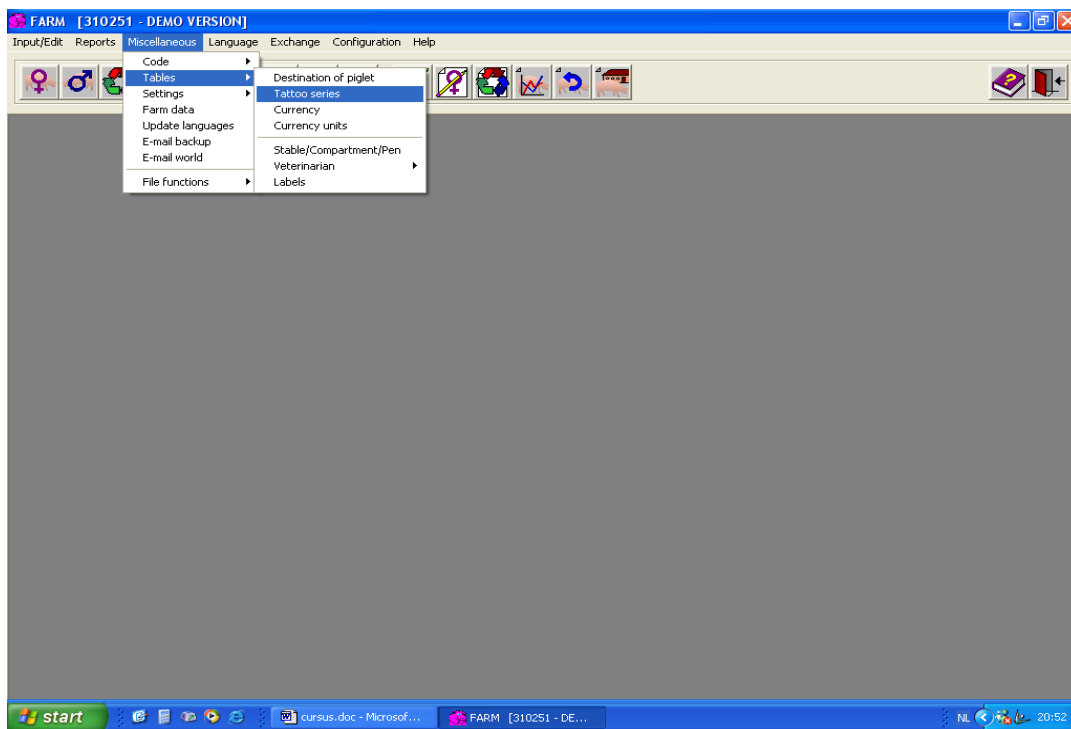 FARM [310251 - DEMO VERSION]
Input/Edit Reports Miscellaneous Language Exchange Configuration Help
Code
Tables
Settings
Farm data
Update languages
E-mail backup
E-mail world
File functions
Destination of piglet
Tattoo series
Currency
Currency units
Stable/Compartment/Pen
Veterinarian
Labels
start
cursus.doc - Microsof...
FARM [310251 - DE...
NL
20:52